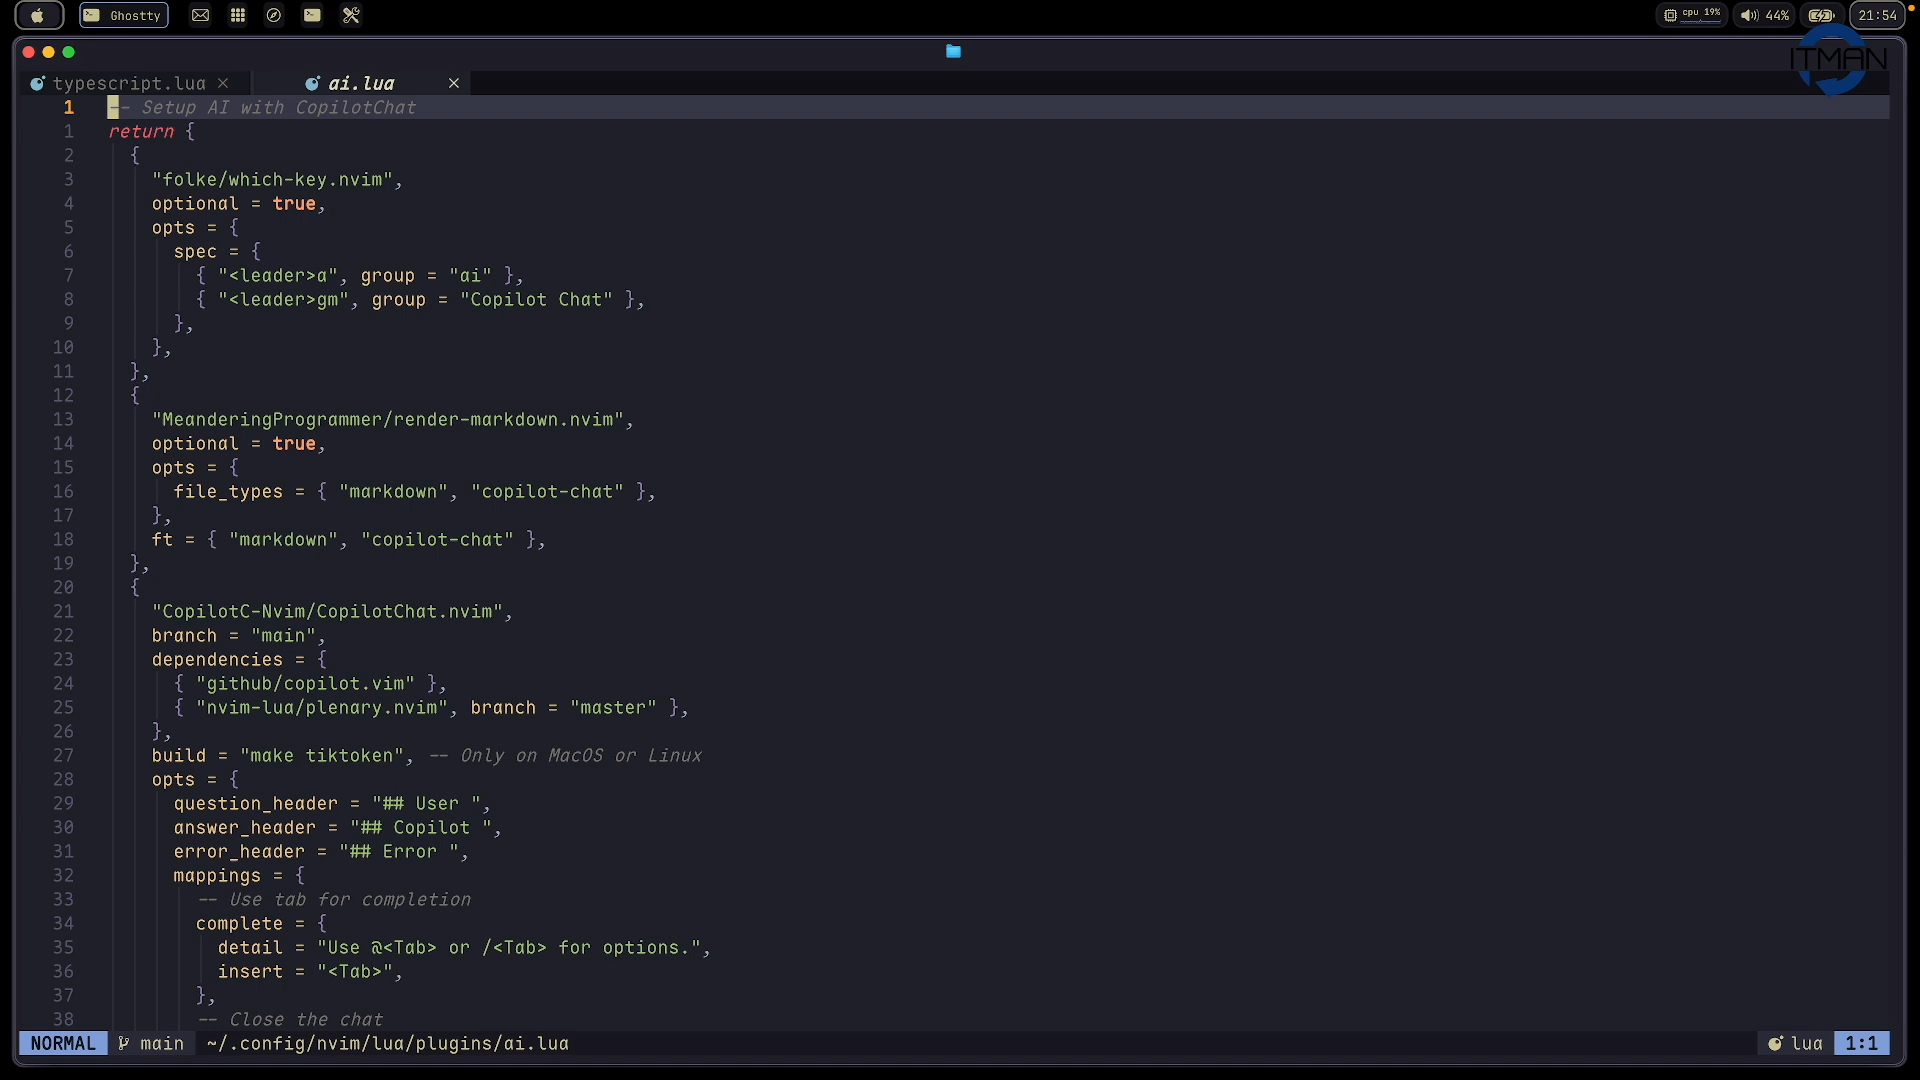 Ghostty
cpu 19%
44%
21:54
ITMAN
typescript.lua
ai.lua
1 -- Setup AI with CopilotChat
1 return {
2 {
3 "folke/which-key.nvim",
4 optional = true,
5 opts = {
6 spec = {
7 { "<leader>a", group = "ai" },
8 { "<leader>gm", group = "Copilot Chat" },
9 },
10 },
11 },
12 {
13 "MeanderingProgrammer/render-markdown.nvim",
14 optional = true,
15 opts = {
16 file_types = { "markdown", "copilot-chat" },
17 },
18 ft = { "markdown", "copilot-chat" },
19 },
20 {
21 "CopilotC-Nvim/CopilotChat.nvim",
22 branch = "main",
23 dependencies = {
24 { "github/copilot.vim" },
25 { "nvim-lua/plenary.nvim", branch = "master" },
26 },
27 build = "make tiktoken", -- Only on MacOS or Linux
28 opts = {
29 question_header = "## User ",
30 answer_header = "## Copilot ",
31 error_header = "## Error ",
32 mappings = {
33 -- Use tab for completion
34 complete = {
35 detail = "Use @<Tab> or /<Tab> for options.",
36 insert = "<Tab>",
37 },
38 -- Close the chat
NORMAL main ~/.config/nvim/lua/plugins/ai.lua lua 1:1